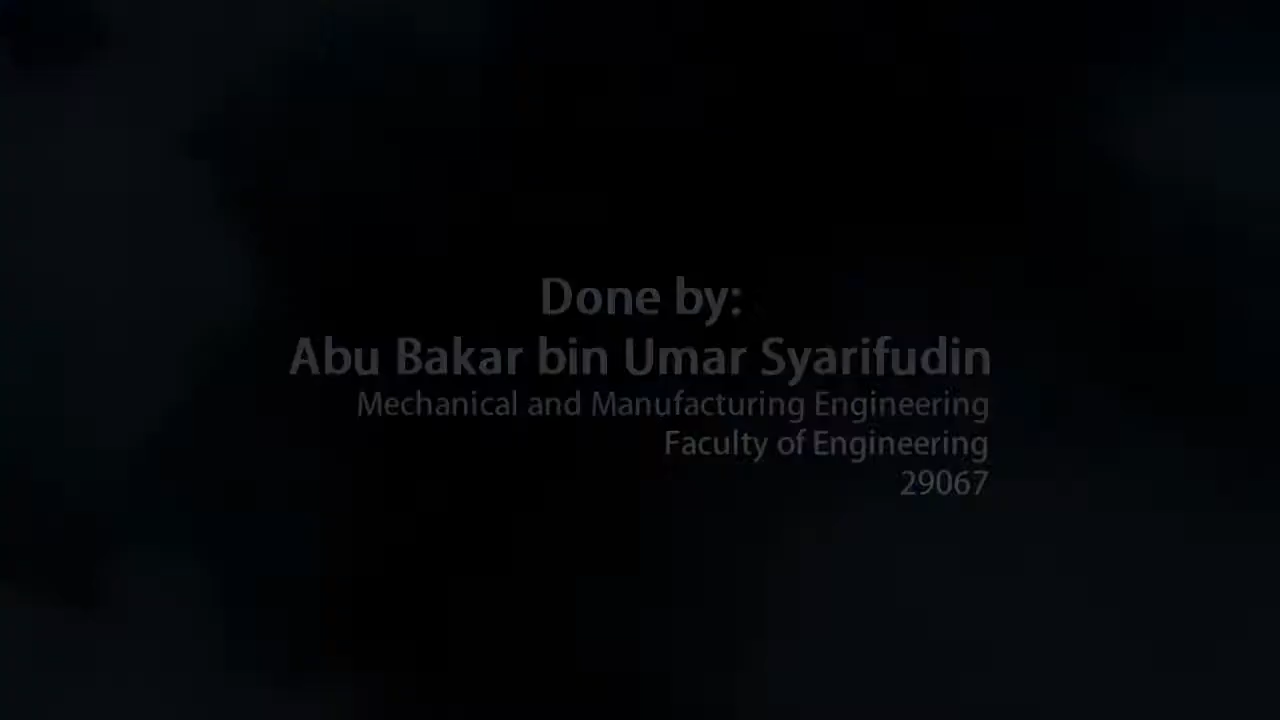 Done by:
Abu Bakar bin Umar Syarifudin
Mechanical and Manufacturing Engineering
Faculty of Engineering
29067